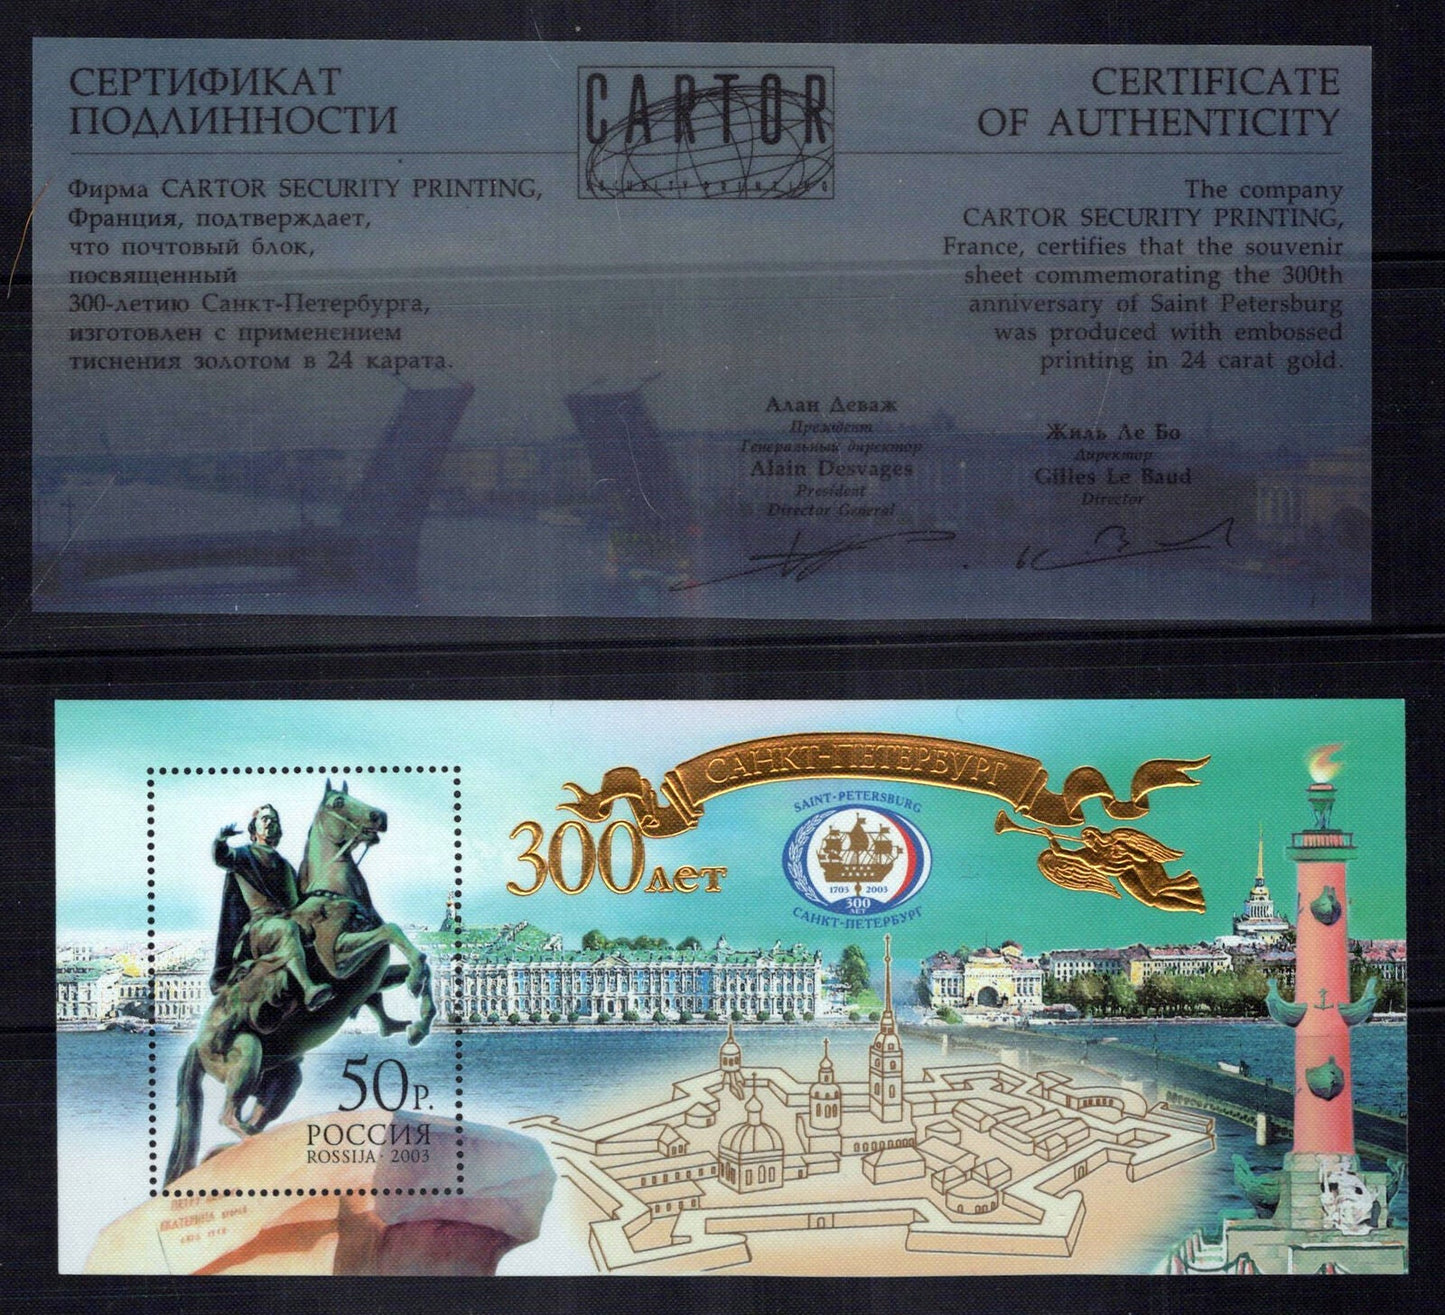 СЕРТИФИКАТ
ПОДЛИННОСТИ
CARTOR
SECURITY PRINTING
CERTIFICATE
OF AUTHENTICITY
Фирма CARTOR SECURITY PRINTING,
Франция, подтверждает,
что почтовый блок,
посвященный
300-летию Санкт-Петербурга,
изготовлен с применением
тиснения золотом в 24 карата.
The company
CARTOR SECURITY PRINTING,
France, certifies that the souvenir
sheet commemorating the 300th
anniversary of Saint Petersburg
was produced with embossed
printing in 24 carat gold.
Алан Деваж
Президент
Генеральный директор
Alain Desvages
President
Director General
Жиль Ле Бо
Директор
Gilles Le Baud
Director
САНКТ-ПЕТЕРБУРГ
300 лет
SAINT-PETERSBURG
1703 2003
300
ЛЕТ
САНКТ-ПЕТЕРБУРГ
50 Р.
РОССИЯ
ROSSIJA · 2003
ЕКАТЕРИНА